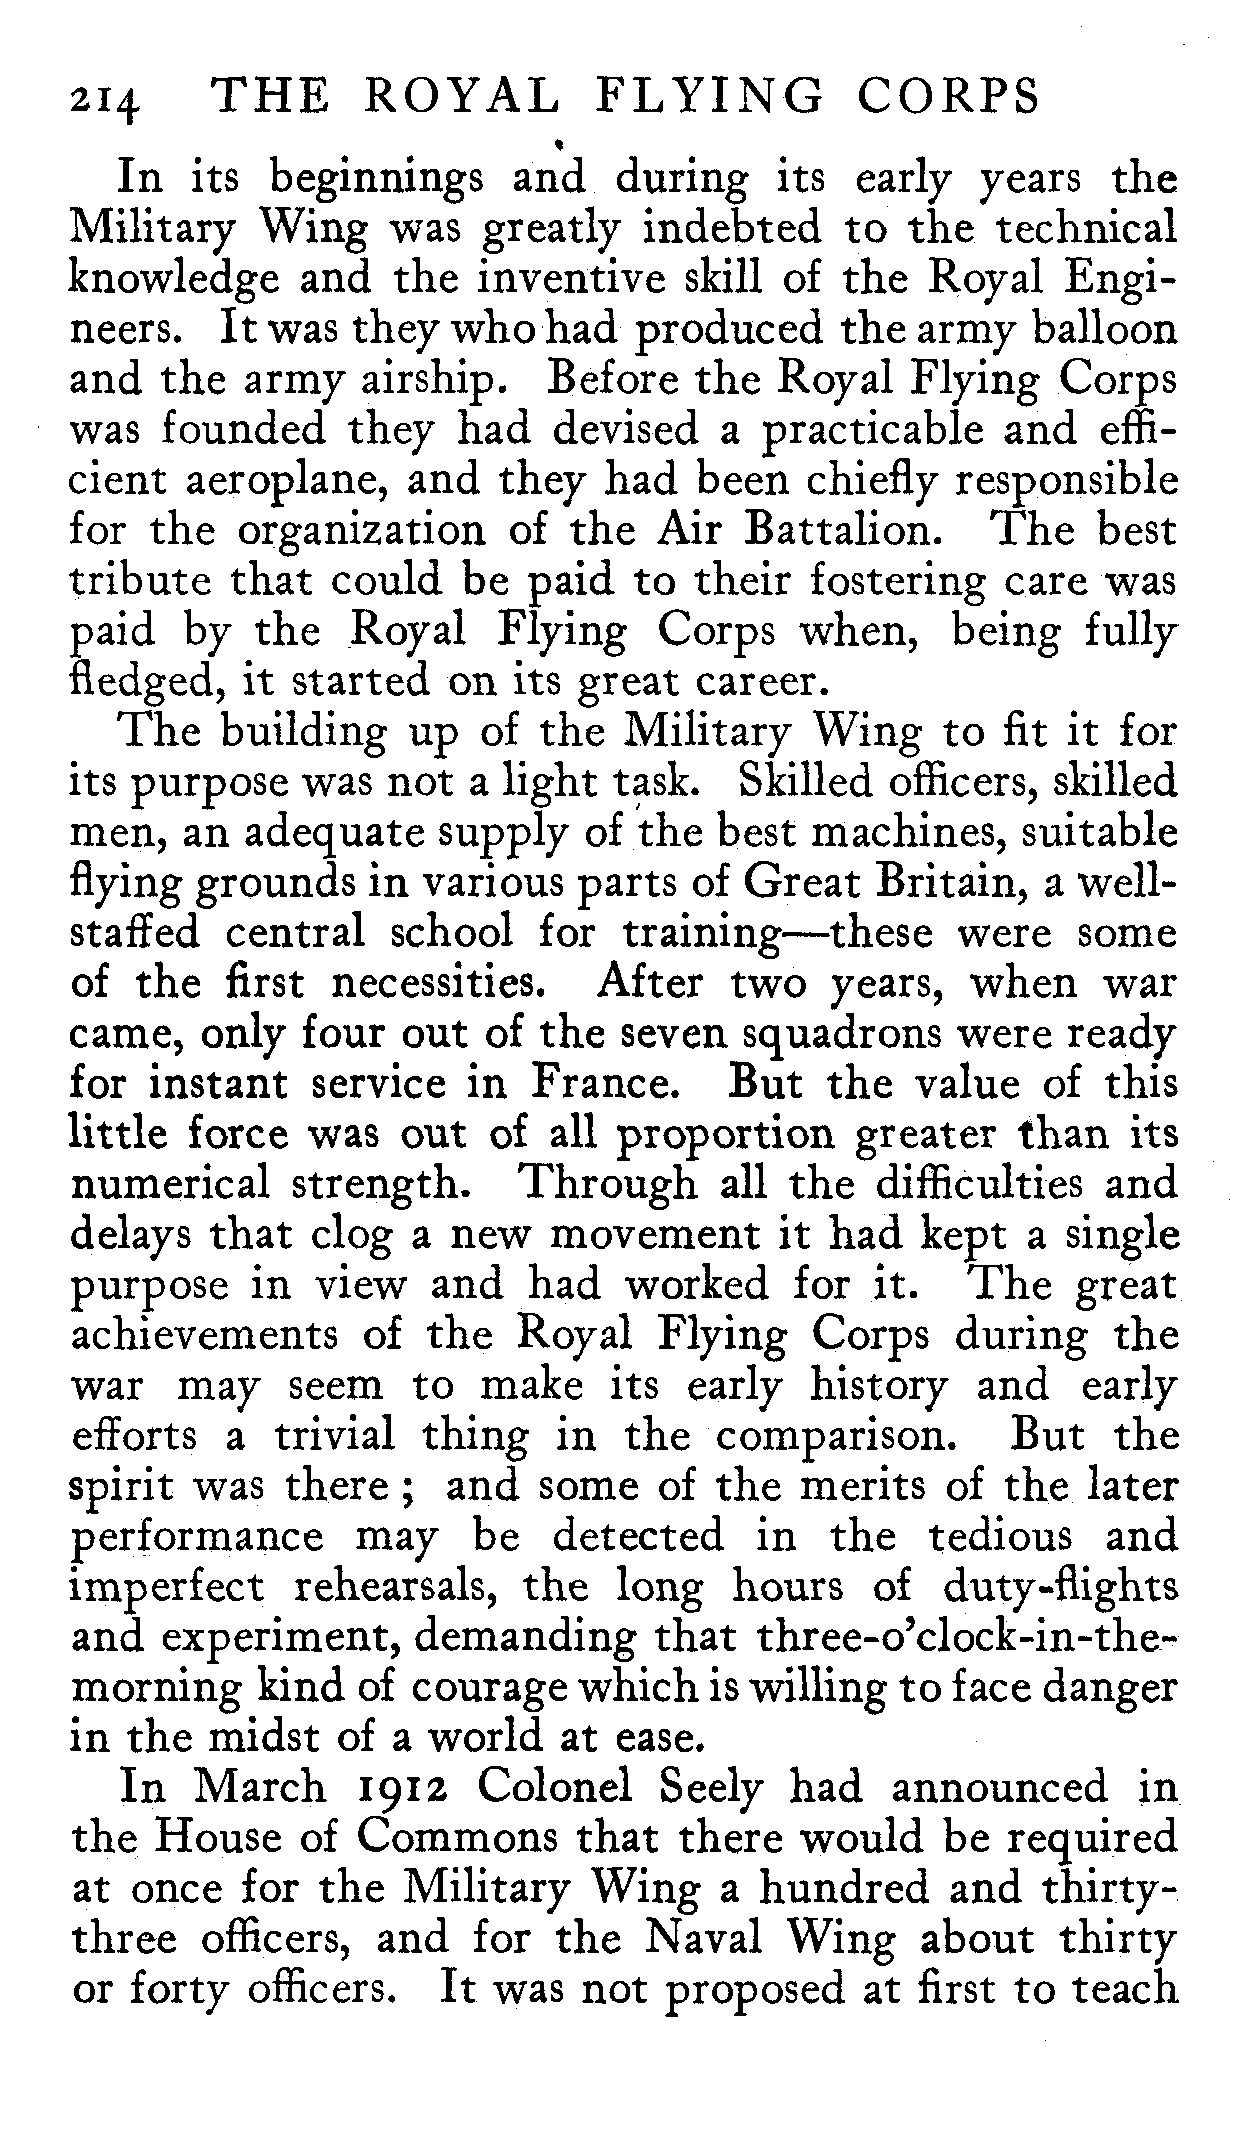 214 THE ROYAL FLYING CORPS
In its beginnings and during its early years the
Military Wing was greatly indebted to the technical
knowledge and the inventive skill of the Royal Engi-
neers. It was they who had produced the army balloon
and the army airship. Before the Royal Flying Corps
was founded they had devised a practicable and effi-
cient aeroplane, and they had been chiefly responsible
for the organization of the Air Battalion. The best
tribute that could be paid to their fostering care was
paid by the Royal Flying Corps when, being fully
fledged, it started on its great career.
The building up of the Military Wing to fit it for
its purpose was not a light task. Skilled officers, skilled
men, an adequate supply of the best machines, suitable
flying grounds in various parts of Great Britain, a well-
staffed central school for training—these were some
of the first necessities. After two years, when war
came, only four out of the seven squadrons were ready
for instant service in France. But the value of this
little force was out of all proportion greater than its
numerical strength. Through all the difficulties and
delays that clog a new movement it had kept a single
purpose in view and had worked for it. The great
achievements of the Royal Flying Corps during the
war may seem to make its early history and early
efforts a trivial thing in the comparison. But the
spirit was there ; and some of the merits of the later
performance may be detected in the tedious and
imperfect rehearsals, the long hours of duty-flights
and experiment, demanding that three-o'clock-in-the-
morning kind of courage which is willing to face danger
in the midst of a world at ease.
In March 1912 Colonel Seely had announced in
the House of Commons that there would be required
at once for the Military Wing a hundred and thirty-
three officers, and for the Naval Wing about thirty
or forty officers. It was not proposed at first to teach